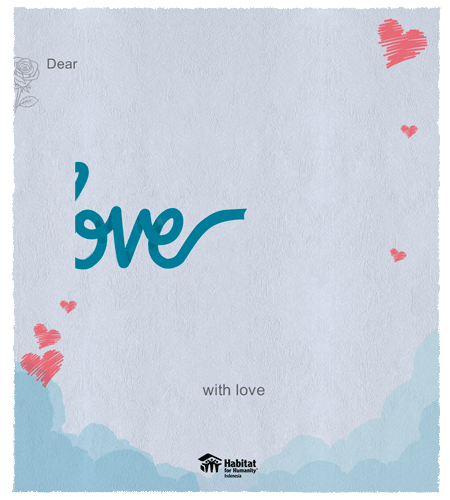 Dear
love
with love
Habitat
for Humanity®
Indonesia